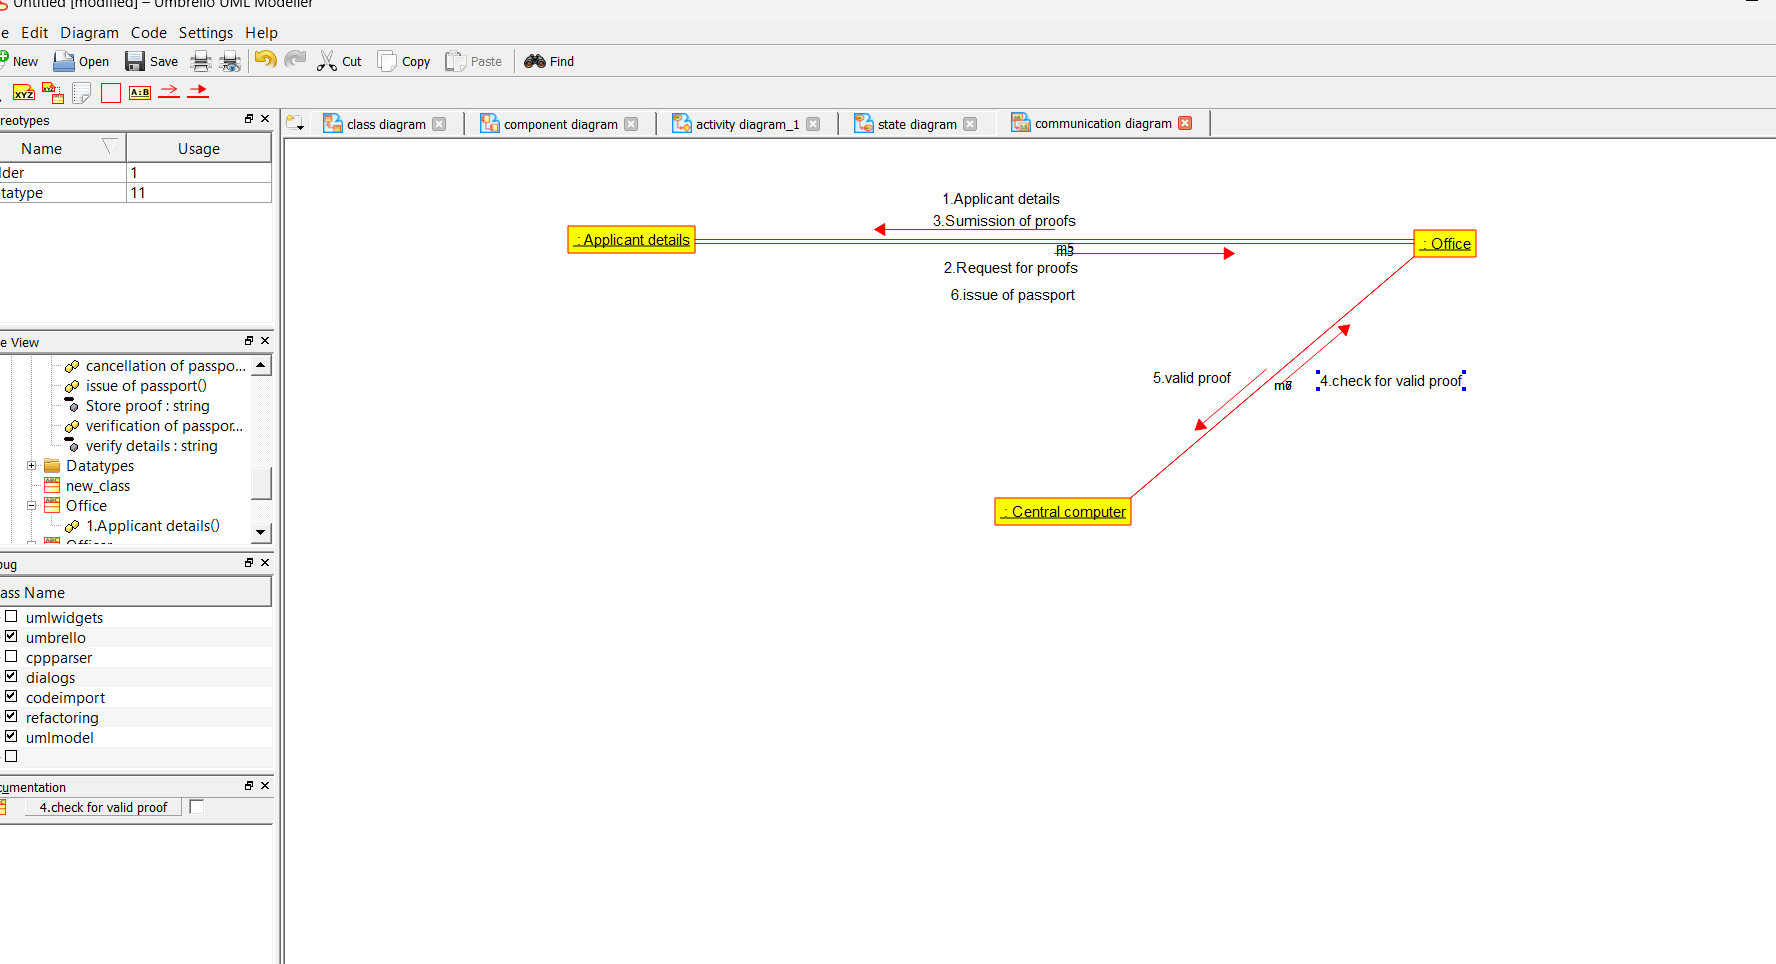 Untitled [modified] – Umbrello UML Modeller
e Edit Diagram Code Settings Help
New Open Save Cut Copy Paste Find
XYZ XYZ A:B
reotypes
Name Usage
lder 1
tatype 11
class diagram component diagram activity diagram_1 state diagram communication diagram
1.Applicant details
3.Sumission of proofs
: Applicant details
: Office
2.Request for proofs
6.issue of passport
5.valid proof
4.check for valid proof
: Central computer
e View
cancellation of passpo...
issue of passport()
Store proof : string
verification of passpor...
verify details : string
Datatypes
new_class
Office
1.Applicant details()
bug
ass Name
umlwidgets
umbrello
cppparser
dialogs
codeimport
refactoring
umlmodel
cumentation
4.check for valid proof